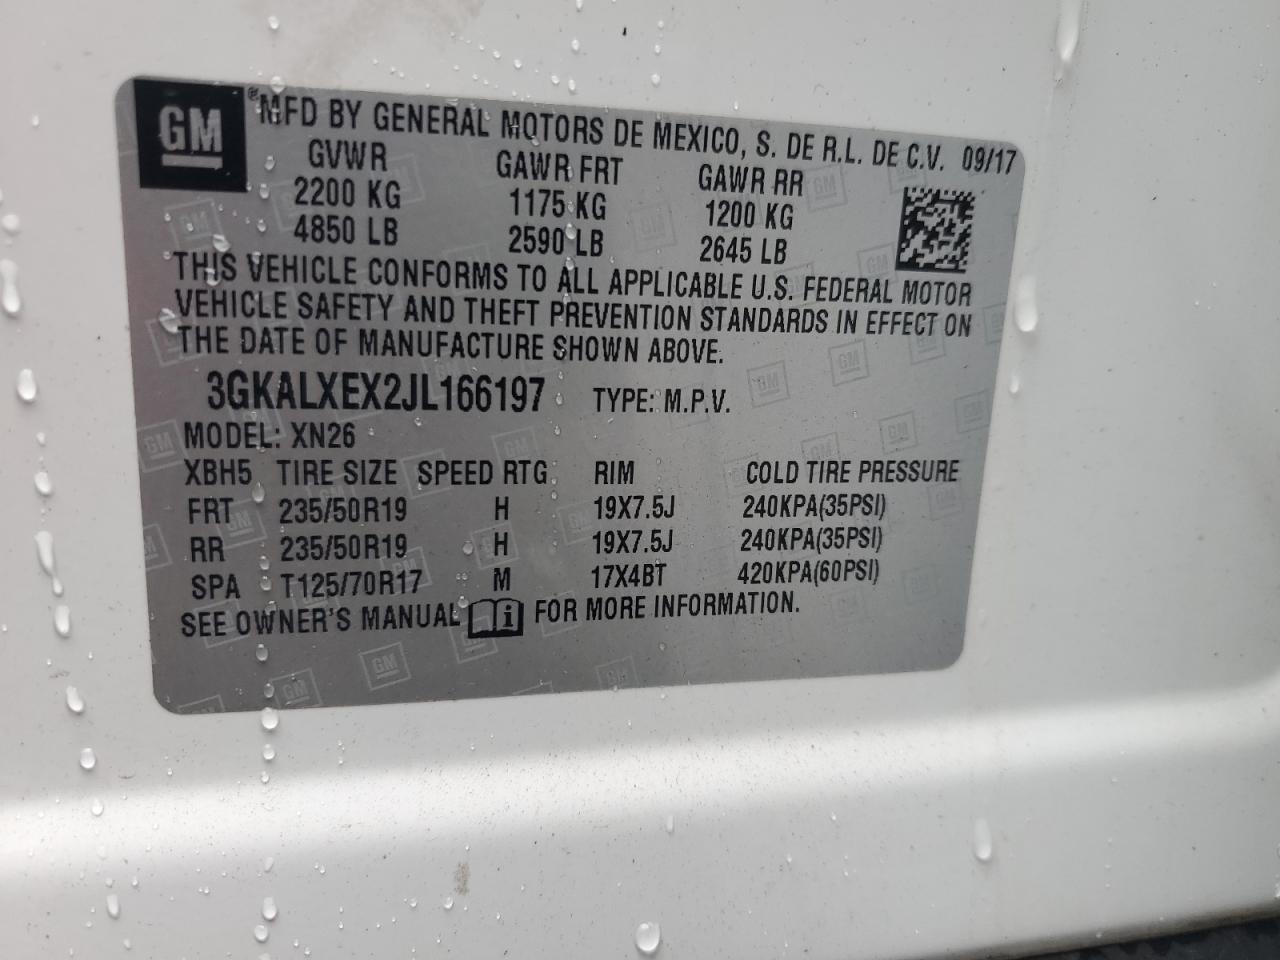 GM ®MFD BY GENERAL MOTORS DE MEXICO, S. DE R.L. DE C.V. 09/17
GVWR GAWR FRT GAWR RR
2200 KG 1175 KG 1200 KG
4850 LB 2590 LB 2645 LB
THIS VEHICLE CONFORMS TO ALL APPLICABLE U.S. FEDERAL MOTOR
VEHICLE SAFETY AND THEFT PREVENTION STANDARDS IN EFFECT ON
THE DATE OF MANUFACTURE SHOWN ABOVE.
3GKALXEX2JL166197 TYPE: M.P.V.
MODEL: XN26
XBH5 TIRE SIZE SPEED RTG RIM COLD TIRE PRESSURE
FRT 235/50R19 H 19X7.5J 240KPA(35PSI)
RR 235/50R19 H 19X7.5J 240KPA(35PSI)
SPA T125/70R17 M 17X4BT 420KPA(60PSI)
SEE OWNER'S MANUAL i FOR MORE INFORMATION.